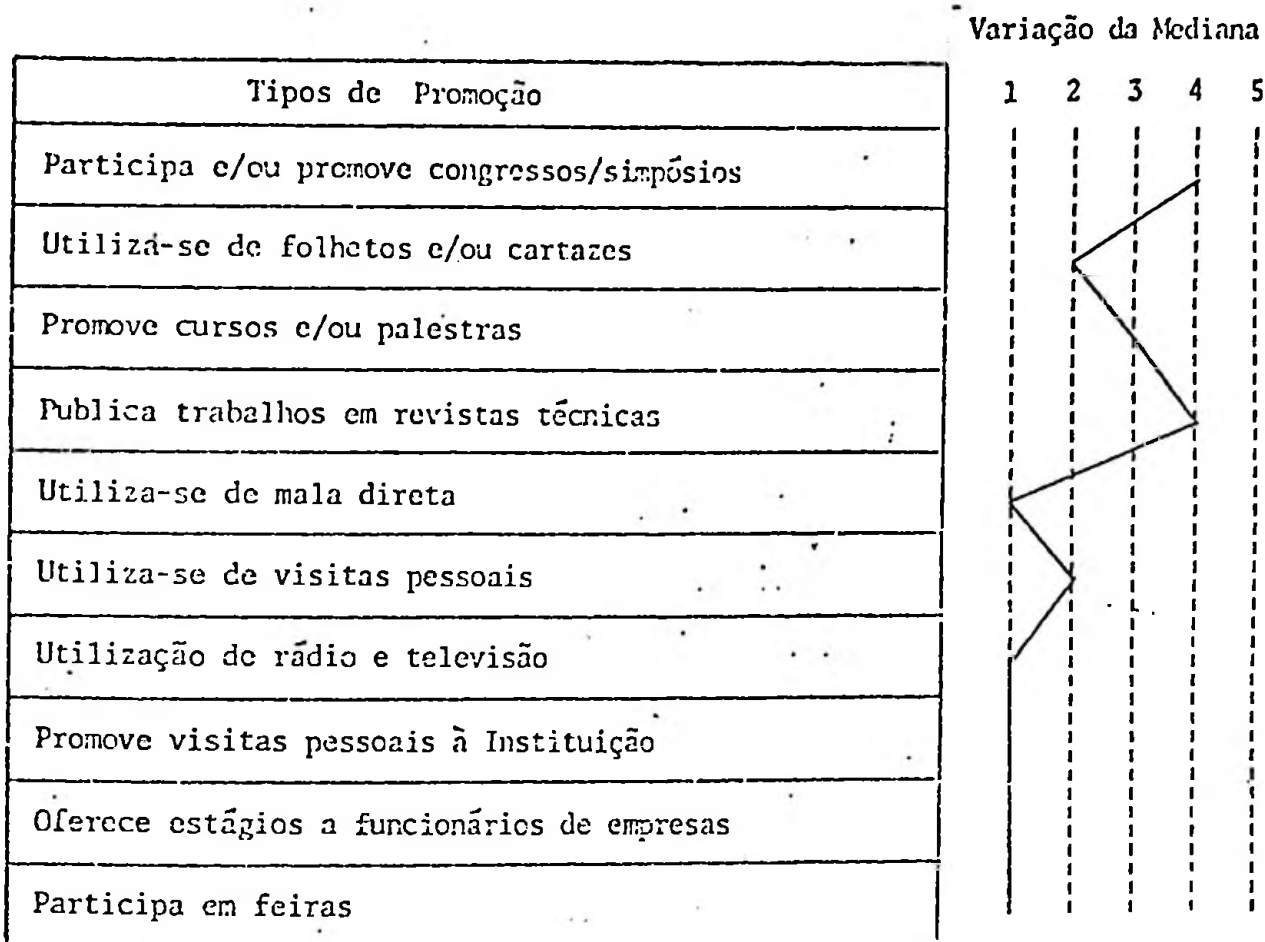 Variação da Mediana
Tipos de Promoção
1 2 3 4 5
Participa e/ou promove congressos/simpósios
Utiliza-se de folhetos e/ou cartazes
Promove cursos e/ou palestras
Publica trabalhos em revistas técnicas
Utiliza-se de mala direta
Utiliza-se de visitas pessoais
Utilização de rádio e televisão
Promove visitas pessoais à Instituição
Oferece estágios a funcionários de empresas
Participa em feiras